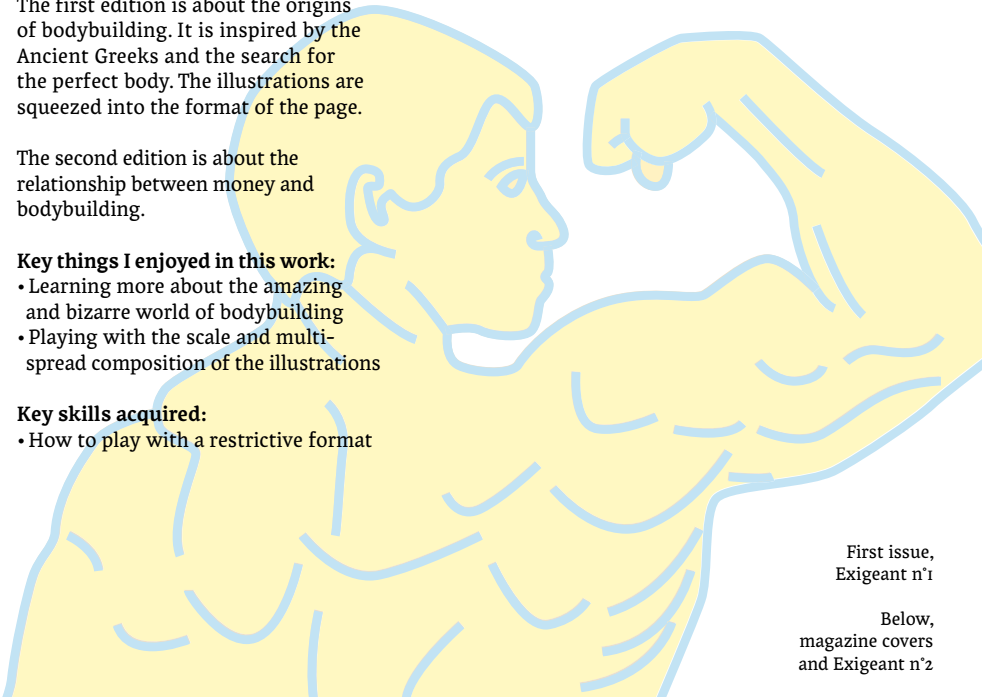 The first edition is about the origins
of bodybuilding. It is inspired by the
Ancient Greeks and the search for
the perfect body. The illustrations are
squeezed into the format of the page.
The second edition is about the
relationship between money and
bodybuilding.
Key things I enjoyed in this work:
• Learning more about the amazing
and bizarre world of bodybuilding
• Playing with the scale and multi-
spread composition of the illustrations
Key skills acquired:
• How to play with a restrictive format
First issue,
Exigeant n°1
Below,
magazine covers
and Exigeant n°2